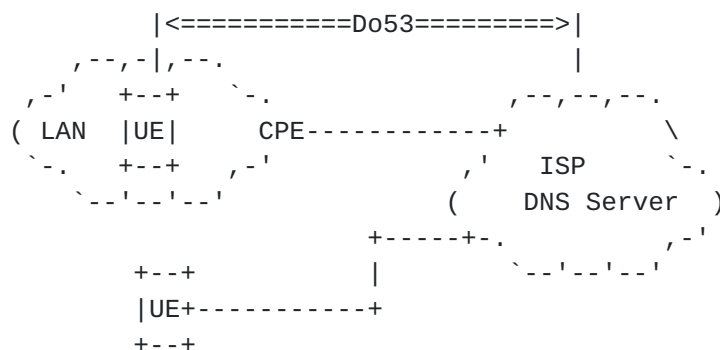 |<===========Do53=========>|
,--,-|,--. |
,-' +--+ `-. ,--,--,--.
( LAN |UE| CPE------------+ \
`-. +--+ ,-' ,' ISP `-.
`--'--'--' ( DNS Server )
+-----+-. ,-'
+--+ | `--'--'--'
|UE+-----------+
+--+